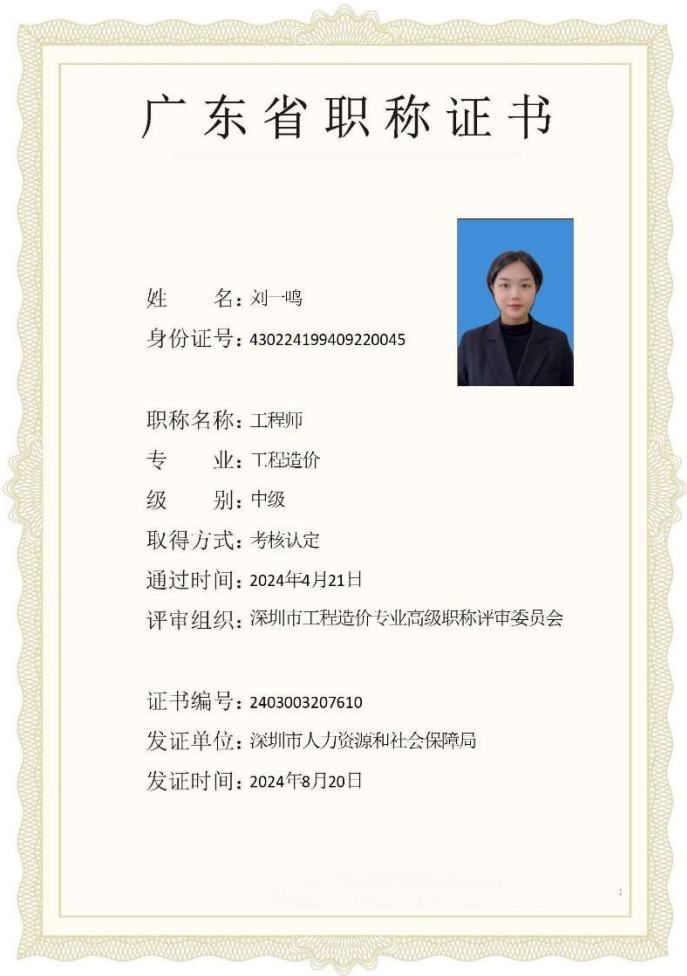 广东省职称证书
姓 名：刘一鸣
身份证号：430224199409220045
职称名称：工程师
专 业：工程造价
级 别：中级
取得方式：考核认定
通过时间：2024年4月21日
评审组织：深圳市工程造价专业高级职称评审委员会
证书编号：2403003207610
发证单位：深圳市人力资源和社会保障局
发证时间：2024年8月20日